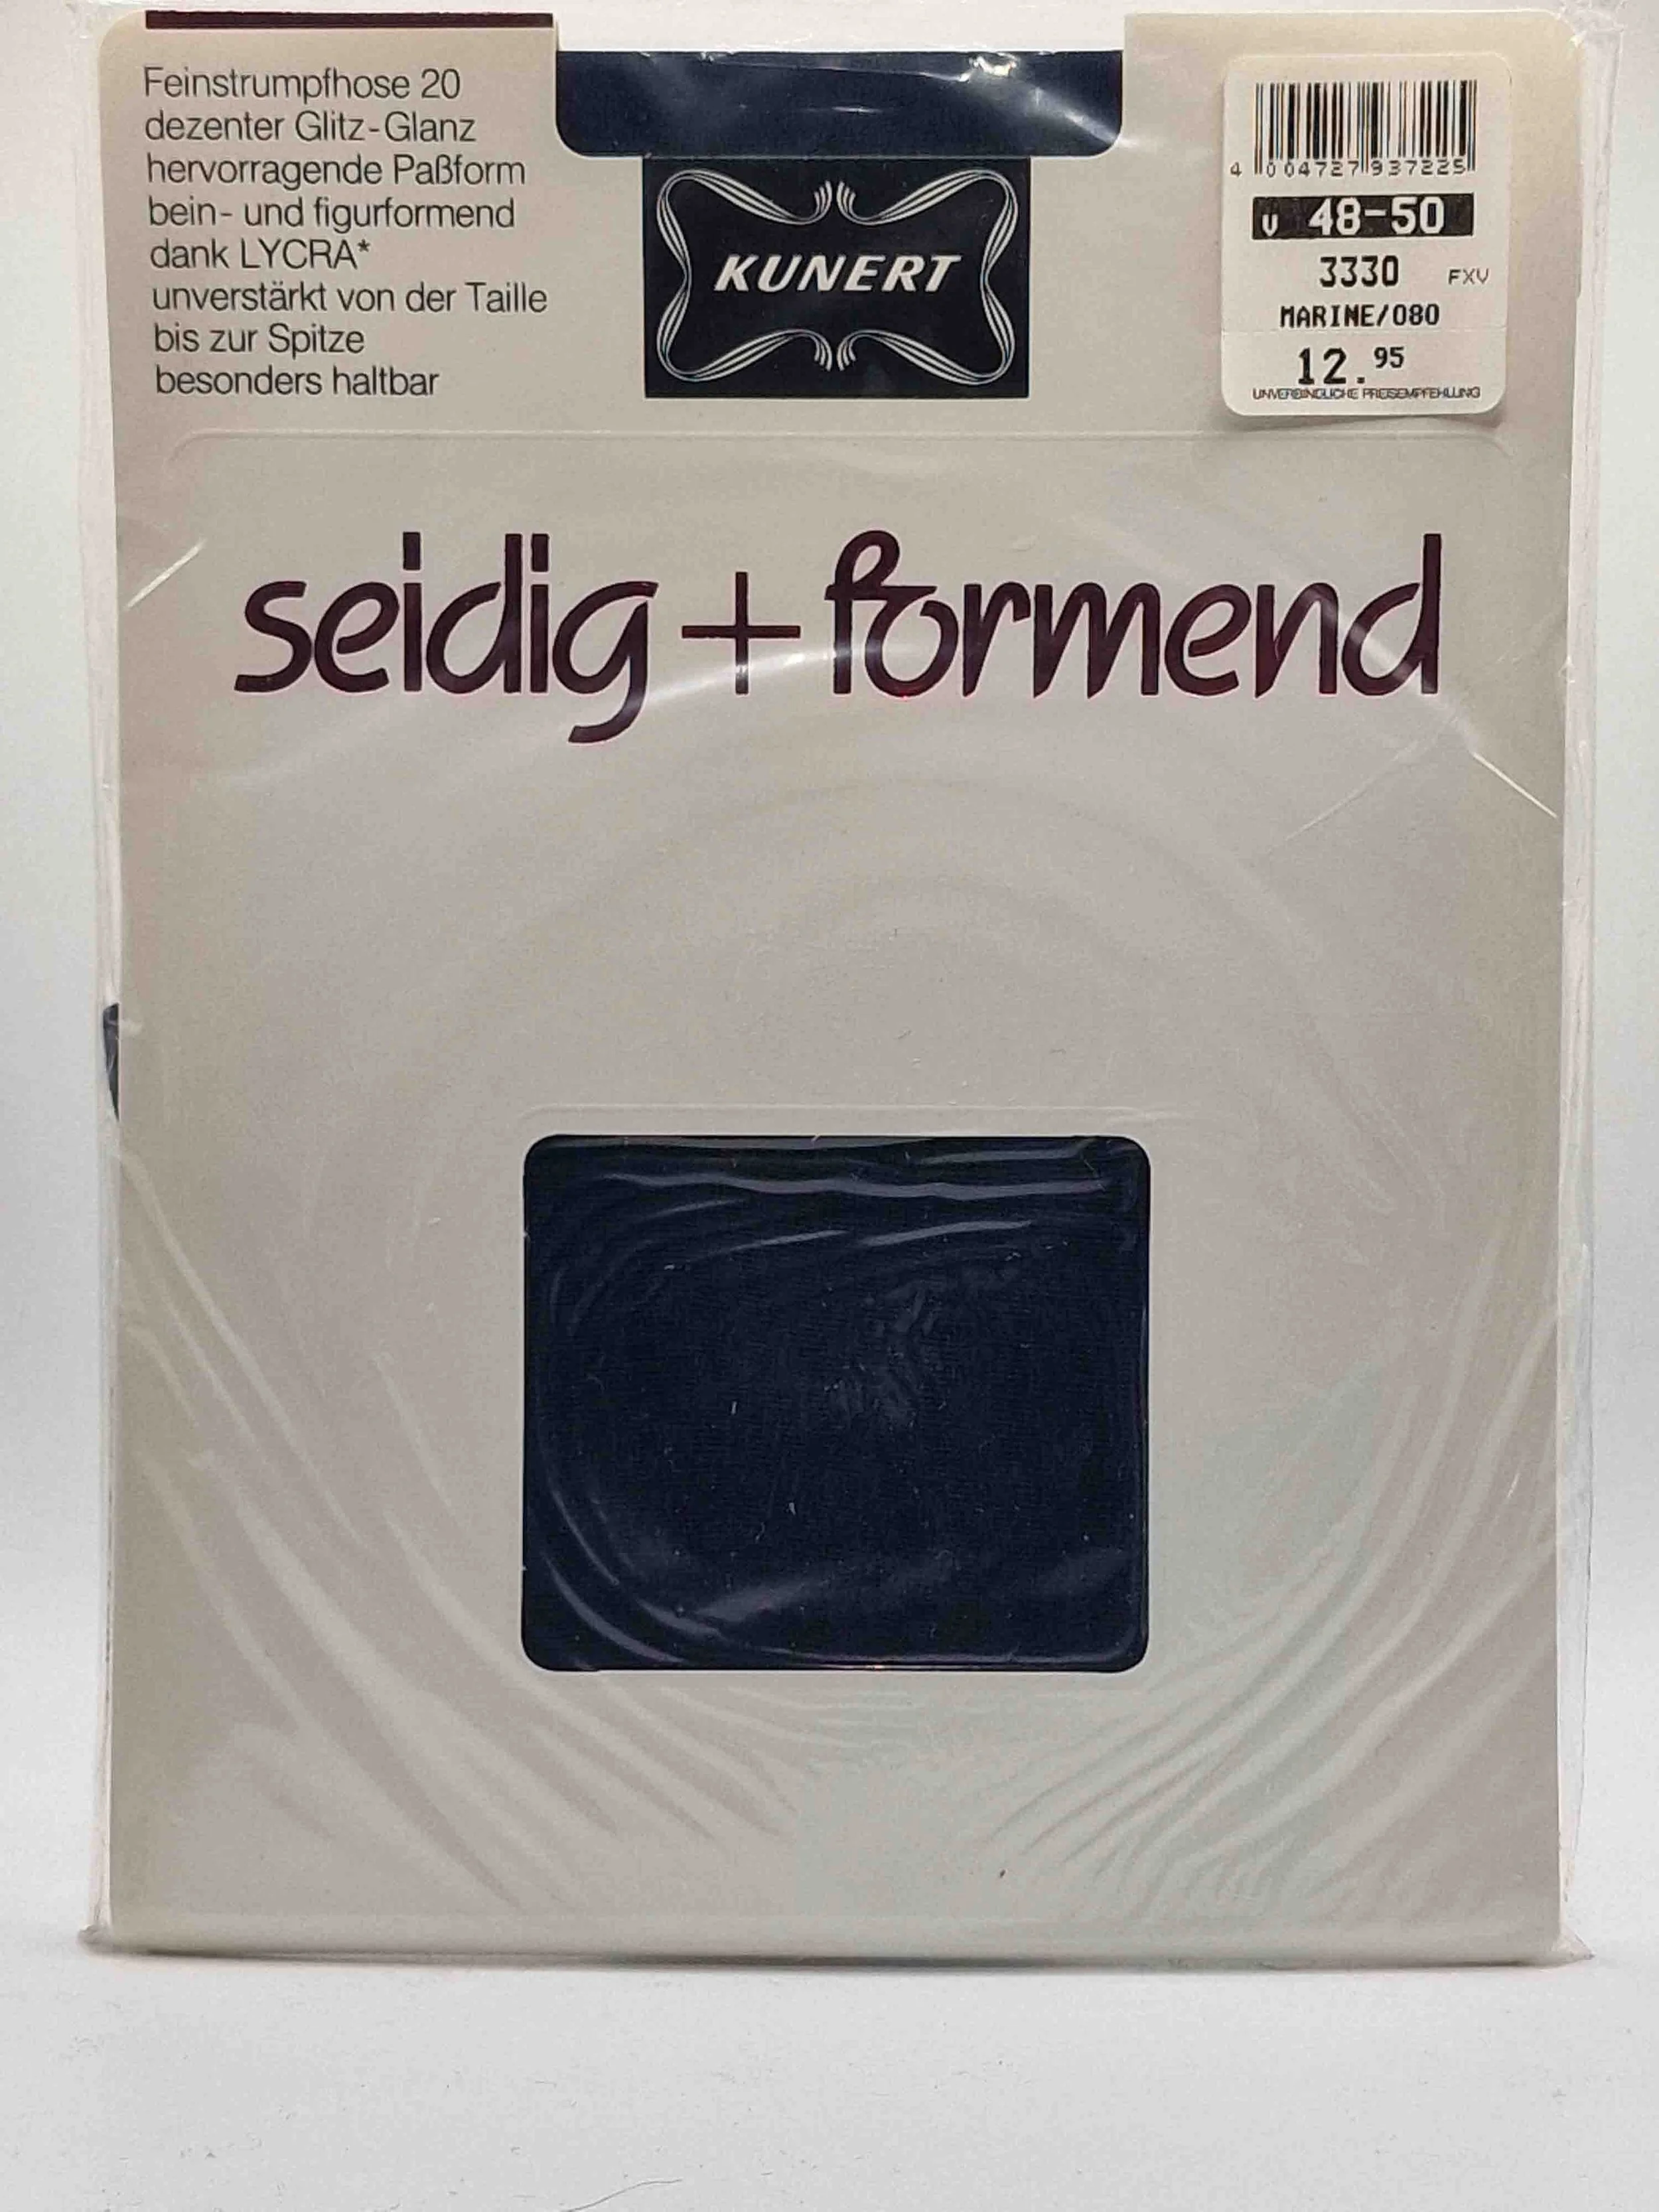 Feinstrumpfhose 20
dezenter Glitz-Glanz
hervorragende Paßform
bein- und figurformend
dank LYCRA*
unverstärkt von der Taille
bis zur Spitze
besonders haltbar
KUNERT
4 004727 937225
V 48-50
3330 FXV
MARINE/080
12.95
UNVERBINDLICHE PREISEMPFEHLUNG
seidig + formend